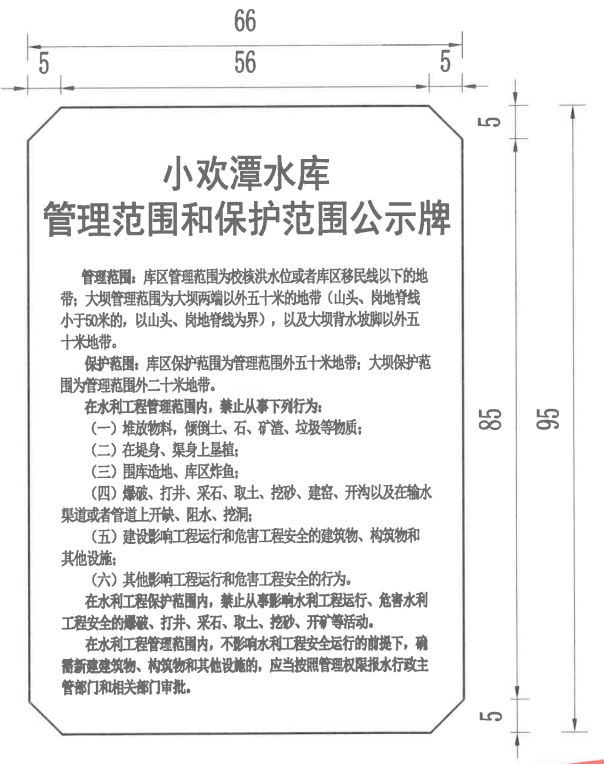 66
5 56 5
5
小欢潭水库
管理范围和保护范围公示牌
管理范围：库区管理范围为校核洪水位或者库区移民线以下的地
带；大坝管理范围为大坝两端以外五十米的地带（山头、岗地脊线
小于50米的，以山头、岗地脊线为界），以及大坝背水坡脚以外五
十米地带。
保护范围：库区保护范围为管理范围外五十米地带；大坝保护范
围为管理范围外二十米地带。
在水利工程管理范围内，禁止从事下列行为：
（一）堆放物料，倾倒土、石、矿渣、垃圾等物质；
（二）在堤身、渠身上垦植；
（三）围库造地、库区炸鱼；
（四）爆破、打井、采石、取土、挖砂、建窑、开沟以及在输水
渠道或者管道上开缺、阻水、挖洞；
（五）建设影响工程运行和危害工程安全的建筑物、构筑物和
其他设施；
（六）其他影响工程运行和危害工程安全的行为。
在水利工程保护范围内，禁止从事影响水利工程运行、危害水利
工程安全的爆破、打井、采石、取土、挖砂、开矿等活动。
在水利工程管理范围内，不影响水利工程安全运行的前提下，确
需新建建筑物、构筑物和其他设施的，应当按照管理权限报水行政主
管部门和相关部门审批。
85
95
5